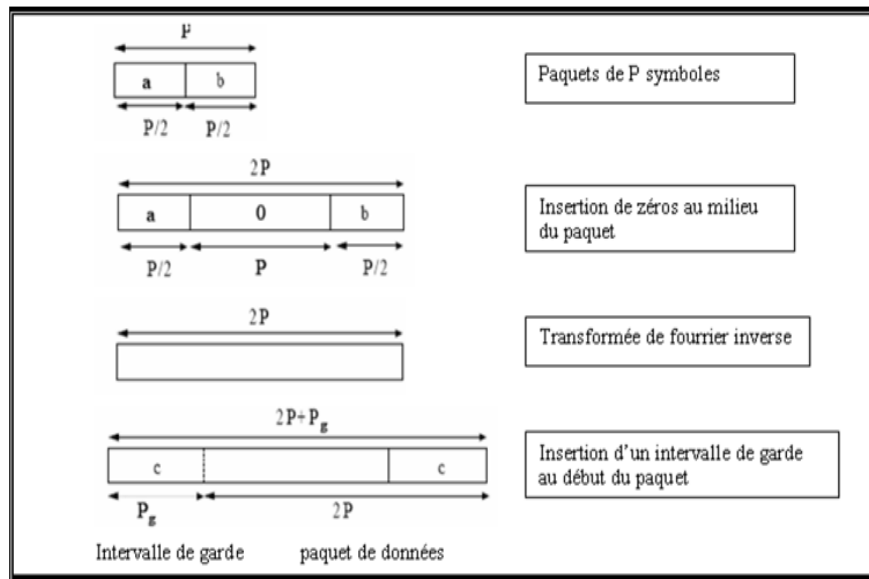 P
a b
P/2 P/2
Paquets de P symboles
2P
a 0 b
P/2 P P/2
Insertion de zéros au milieu
du paquet
2P
Transformée de fourrier inverse
2P+Pg
c c
Pg 2P
Insertion d'un intervalle de garde
au début du paquet
Intervalle de garde paquet de données